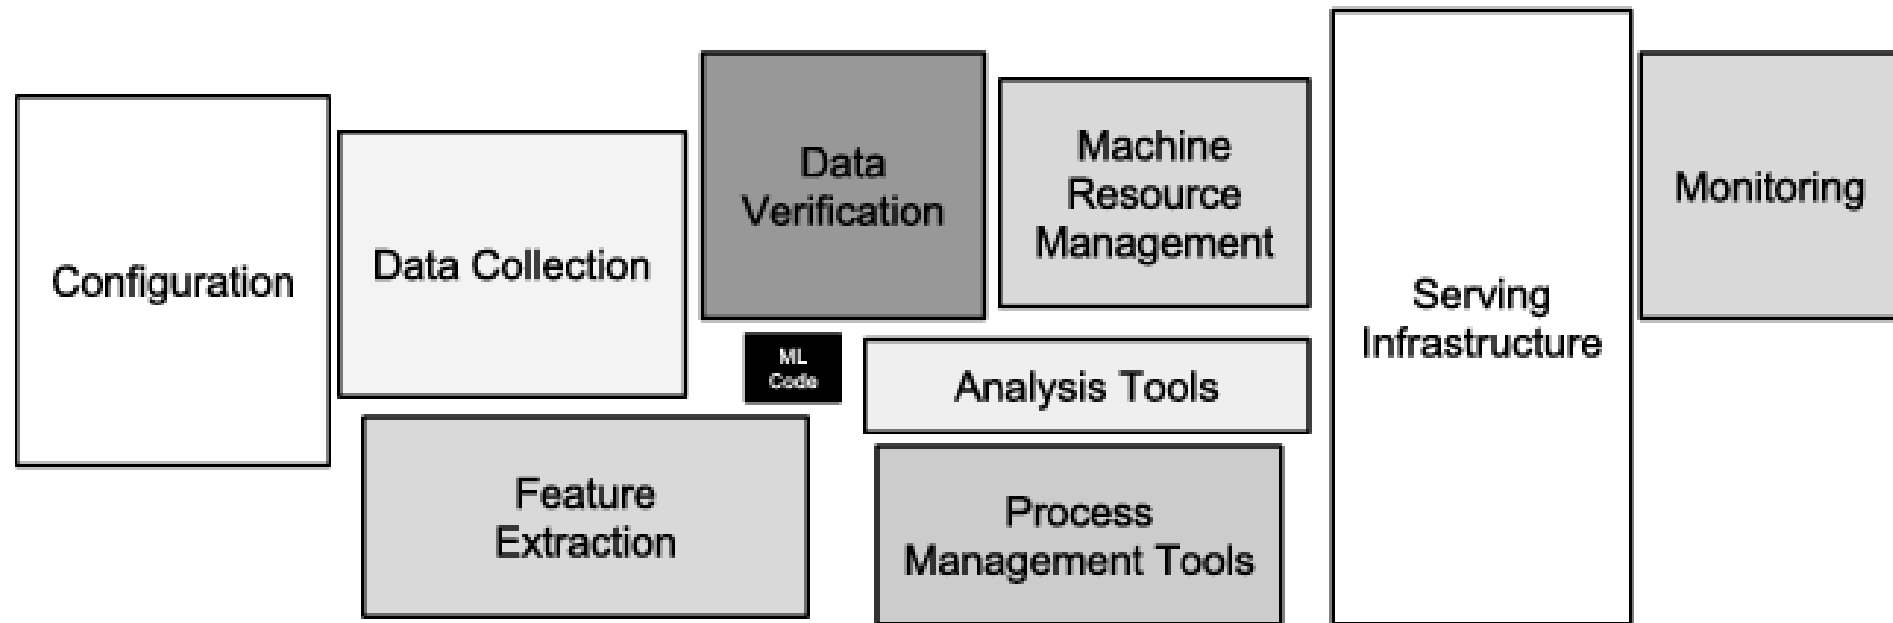 Configuration
Data Collection
Data
Verification
Machine
Resource
Management
Monitoring
Serving
Infrastructure
ML
Code
Analysis Tools
Feature
Extraction
Process
Management Tools